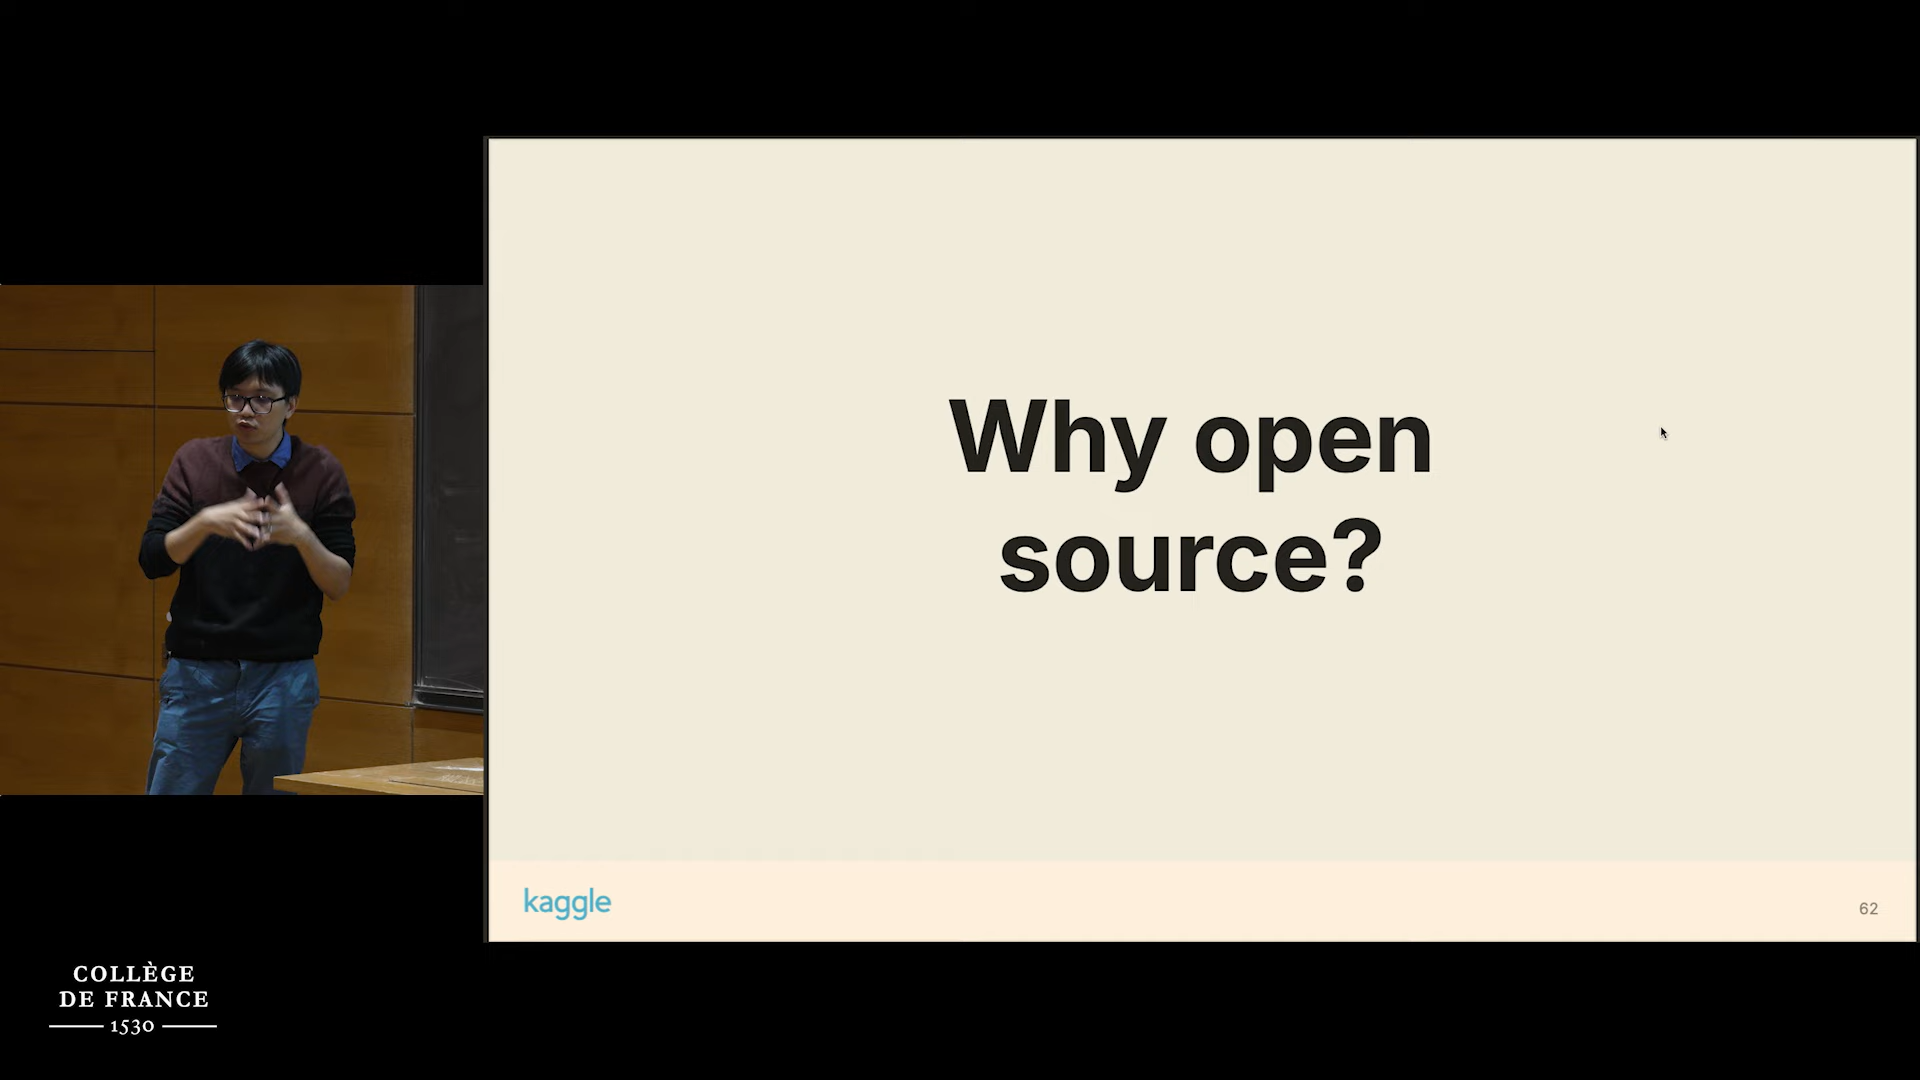 Why open
source?
kaggle
62
COLLÈGE
DE FRANCE
1530